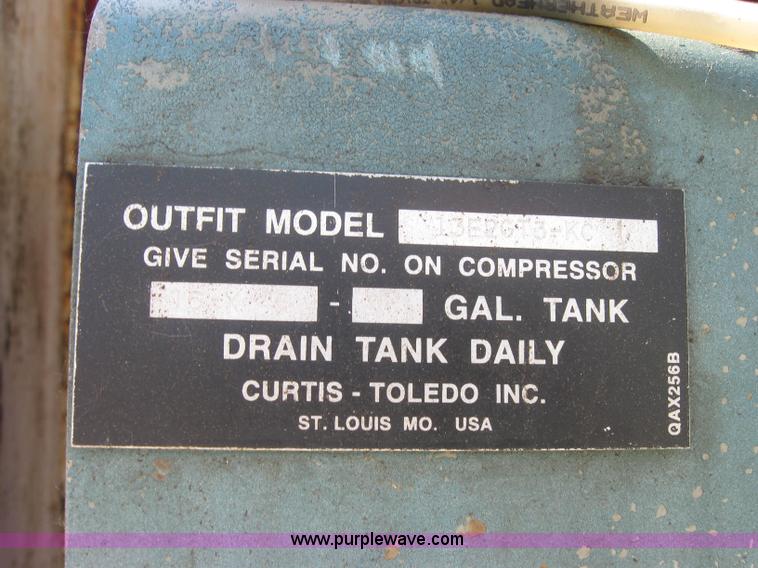 WEATHERHEAD
OUTFIT MODEL
GIVE SERIAL NO. ON COMPRESSOR
- GAL. TANK
DRAIN TANK DAILY
CURTIS - TOLEDO INC.
ST. LOUIS MO. USA
QAX256B
www.purplewave.com